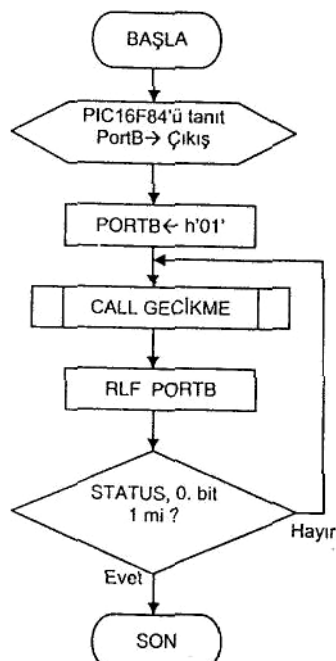 BAŞLA
PIC16F84'ü tanıt
PortB→ Çıkış
PORTB← h'01'
CALL GECİKME
RLF PORTB
STATUS, 0. bit
1 mi ?
Hayır
Evet
SON